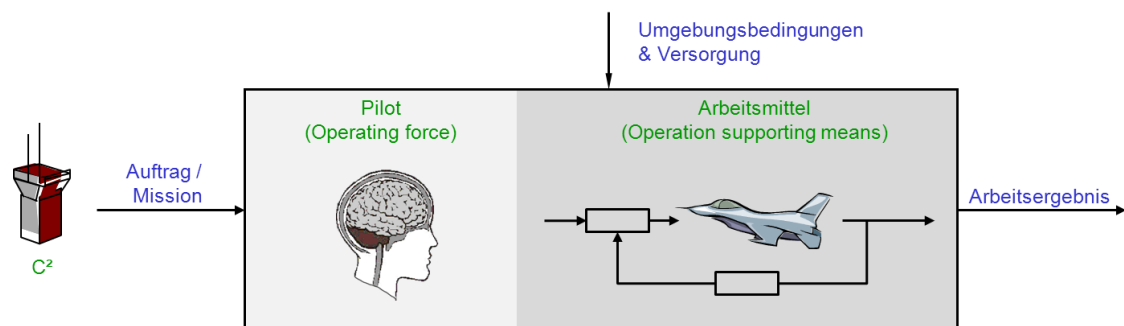 Umgebungsbedingungen
& Versorgung
Pilot
(Operating force)
Arbeitsmittel
(Operation supporting means)
Auftrag /
Mission
Arbeitsergebnis
C²